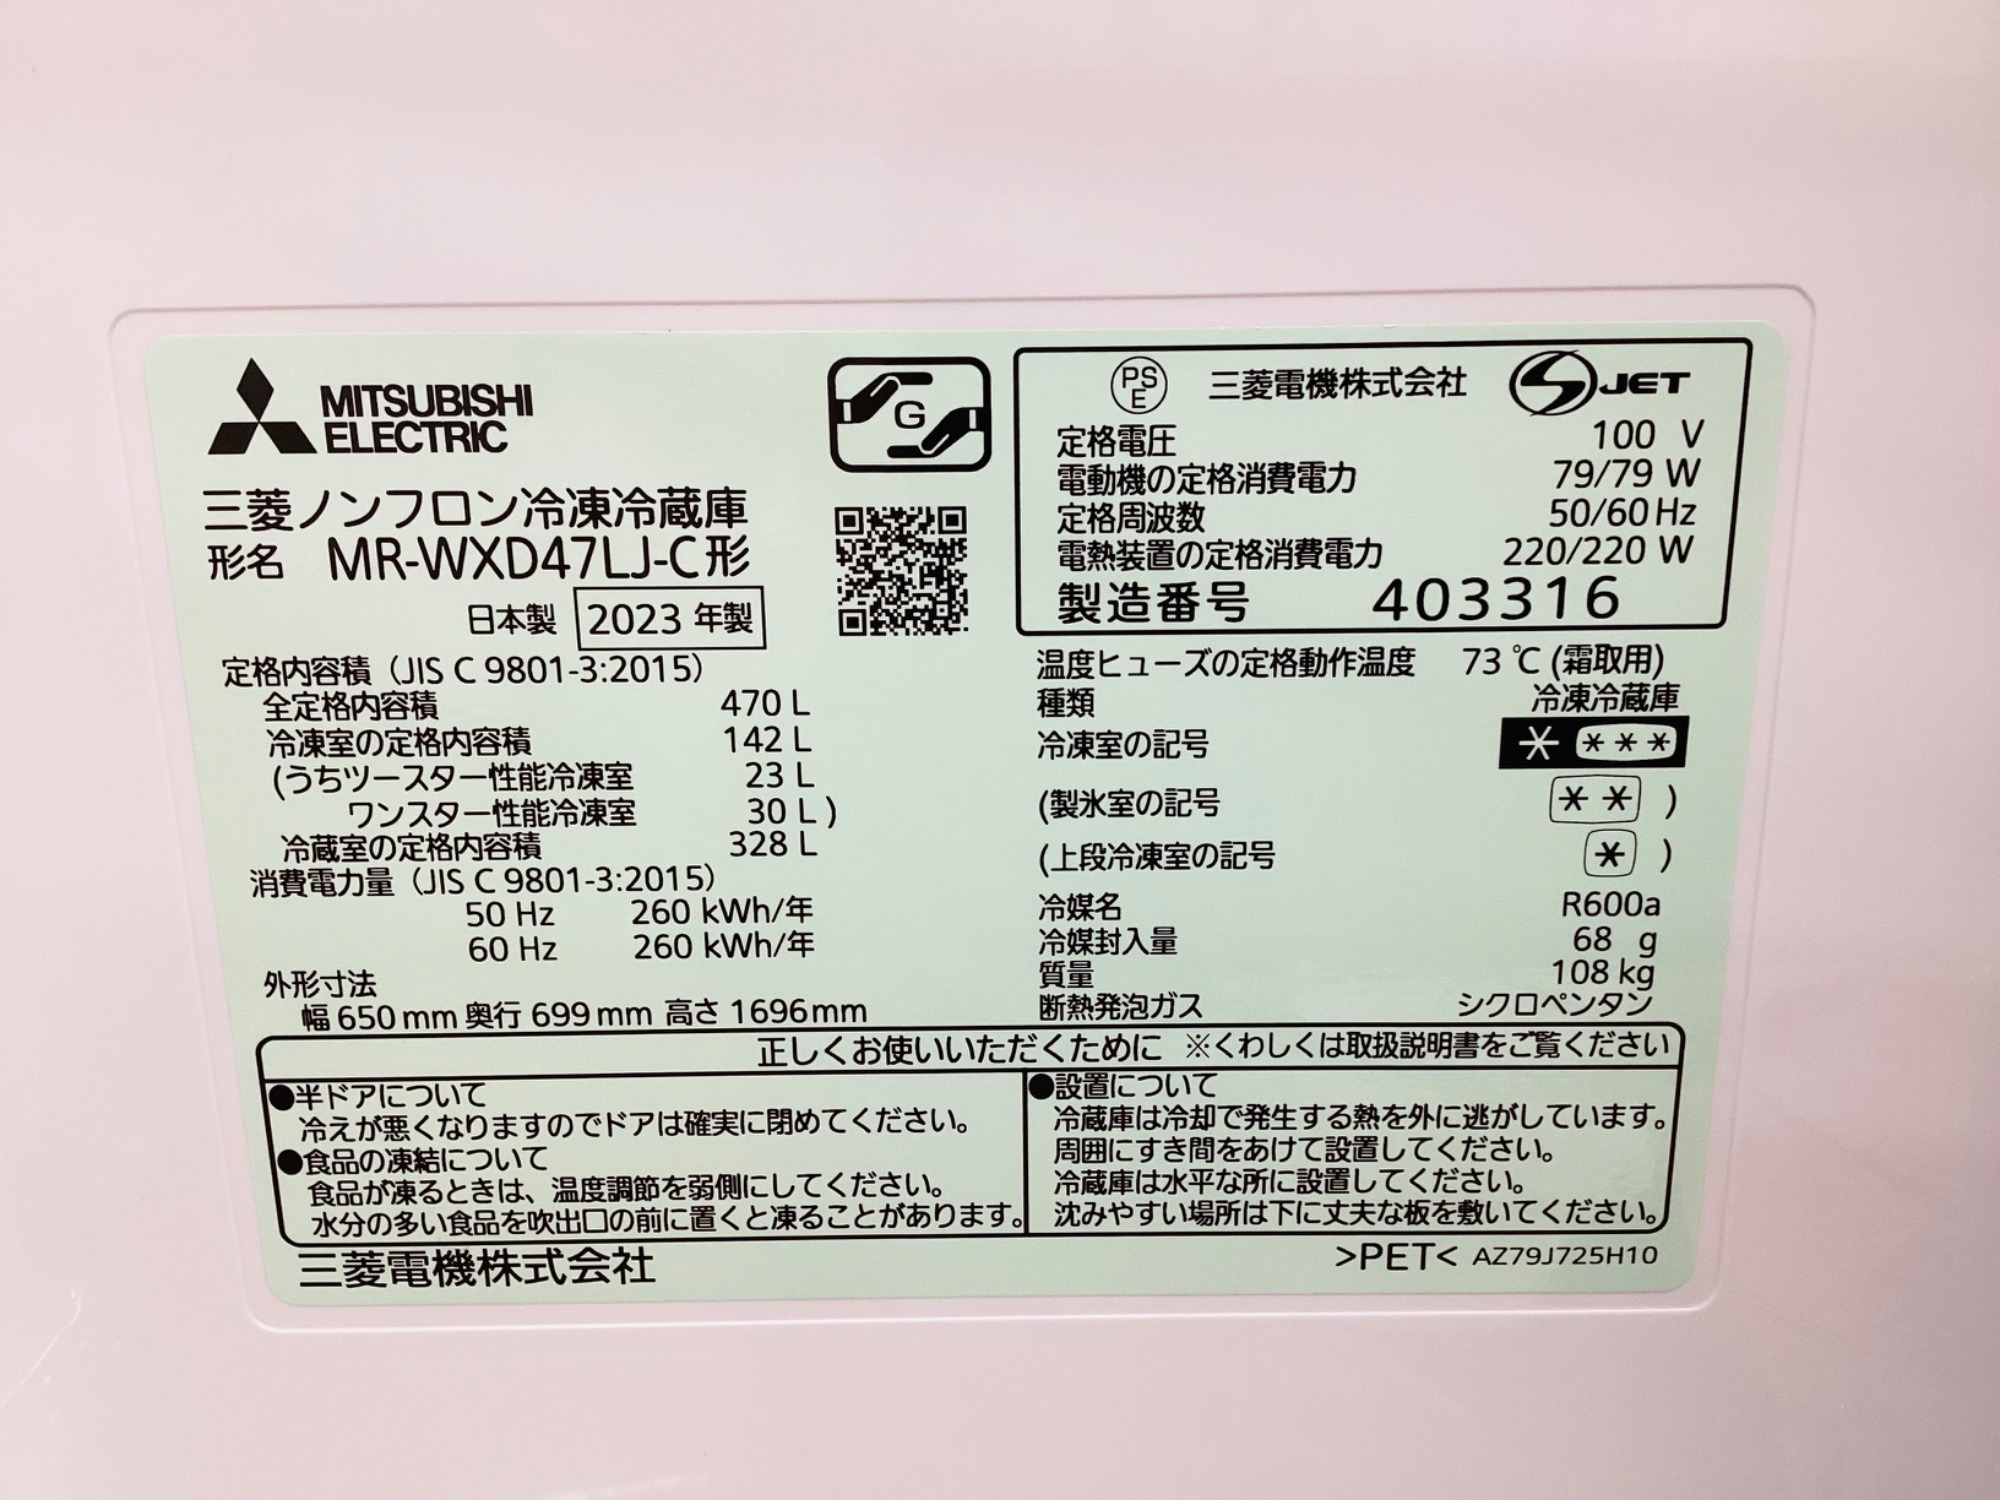 MITSUBISHI
ELECTRIC
G
三菱ノンフロン冷凍冷蔵庫
形名 MR-WXD47LJ-C形
日本製 2023 年製
定格内容積（JIS C 9801-3:2015）
全定格内容積 470 L
冷凍室の定格内容積 142 L
(うちツースター性能冷凍室 23 L
ワンスター性能冷凍室 30 L )
冷蔵室の定格内容積 328 L
消費電力量（JIS C 9801-3:2015）
50 Hz 260 kWh/年
60 Hz 260 kWh/年
外形寸法
幅 650 mm 奥行 699 mm 高さ 1696 mm
PS
E 三菱電機株式会社 JET
定格電圧 100 V
電動機の定格消費電力 79/79 W
定格周波数 50/60 Hz
電熱装置の定格消費電力 220/220 W
製造番号 403316
温度ヒューズの定格動作温度 73 ℃ (霜取用)
種類 冷凍冷蔵庫
冷凍室の記号 * ***
(製氷室の記号 ** )
(上段冷凍室の記号 * )
冷媒名 R600a
冷媒封入量 68 g
質量 108 kg
断熱発泡ガス シクロペンタン
正しくお使いいただくために ※くわしくは取扱説明書をご覧ください
●半ドアについて
冷えが悪くなりますのでドアは確実に閉めてください。
●食品の凍結について
食品が凍るときは、温度調節を弱側にしてください。
水分の多い食品を吹出口の前に置くと凍ることがあります。
●設置について
冷蔵庫は冷却で発生する熱を外に逃がしています。
周囲にすき間をあけて設置してください。
冷蔵庫は水平な所に設置してください。
沈みやすい場所は下に丈夫な板を敷いてください。
三菱電機株式会社
>PET< AZ79J725H10